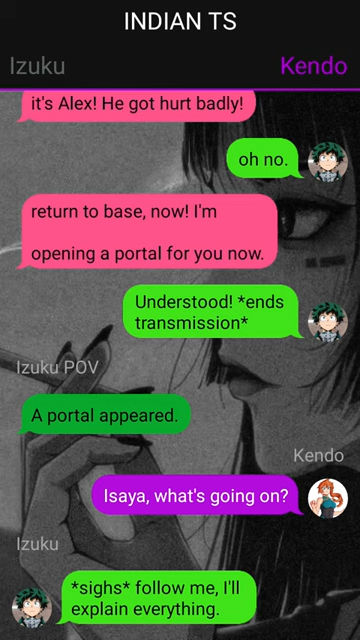 INDIAN TS
Izuku
Kendo
it's Alex! He got hurt badly!
oh no.
return to base, now! I'm
opening a portal for you now.
Understood! *ends
transmission*
Izuku POV
A portal appeared.
Kendo
Isaya, what's going on?
Izuku
*sighs* follow me, I'll
explain everything.